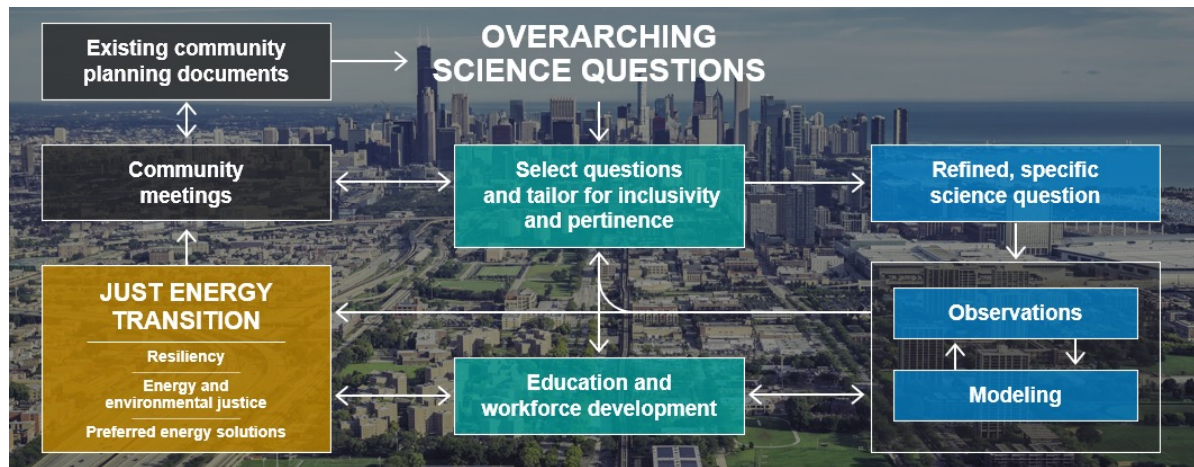 Existing community
planning documents
OVERARCHING
SCIENCE QUESTIONS
Community
meetings
Select questions
and tailor for inclusivity
and pertinence
Refined, specific
science question
JUST ENERGY
TRANSITION
Resiliency
Energy and
environmental justice
Preferred energy solutions
Education and
workforce development
Observations
Modeling